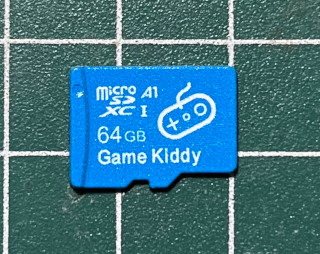 micro A1
SD
XC I
64 GB
Game Kiddy